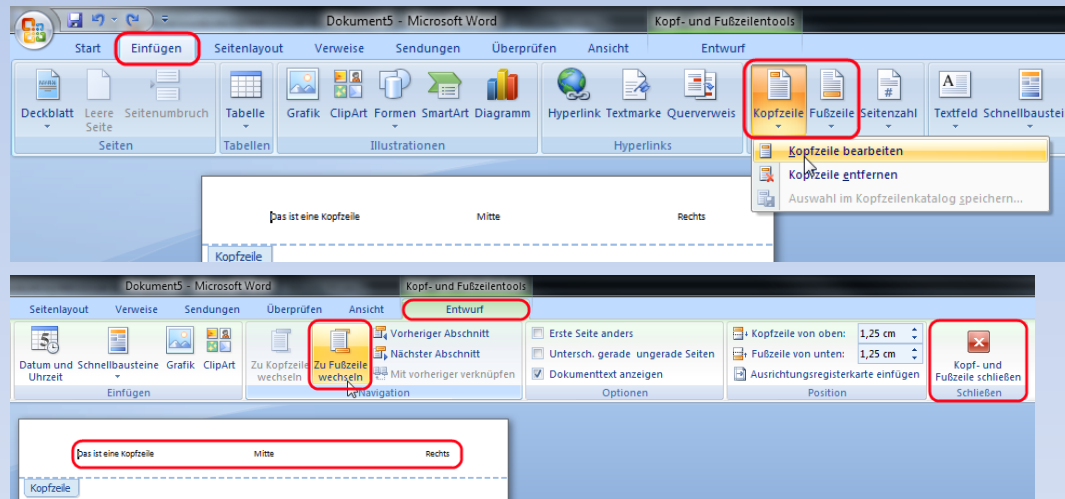 Dokument5 - Microsoft Word Kopf- und Fußzeilentools
Start Einfügen Seitenlayout Verweise Sendungen Überprüfen Ansicht Entwurf
Deckblatt Leere Seite Seitenumbruch Tabelle Grafik ClipArt Formen SmartArt Diagramm Hyperlink Textmarke Querverweis Kopfzeile Fußzeile Seitenzahl Textfeld Schnellbaustei
Seiten Tabellen Illustrationen Hyperlinks
Kopfzeile bearbeiten
Kopfzeile entfernen
Auswahl im Kopfzeilenkatalog speichern...
Das ist eine Kopfzeile Mitte Rechts
Kopfzeile
Dokument5 - Microsoft Word Kopf- und Fußzeilentools
Seitenlayout Verweise Sendungen Überprüfen Ansicht Entwurf
Datum und Uhrzeit Schnellbausteine Grafik ClipArt Zu Kopfzeile wechseln Zu Fußzeile wechseln
Vorheriger Abschnitt
Nächster Abschnitt
Mit vorheriger verknüpfen
Erste Seite anders
Untersch. gerade ungerade Seiten
Dokumenttext anzeigen
Kopfzeile von oben: 1,25 cm
Fußzeile von unten: 1,25 cm
Ausrichtungsregisterkarte einfügen
Kopf- und
Fußzeile schließen
Einfügen Navigation Optionen Position Schließen
Das ist eine Kopfzeile Mitte Rechts
Kopfzeile